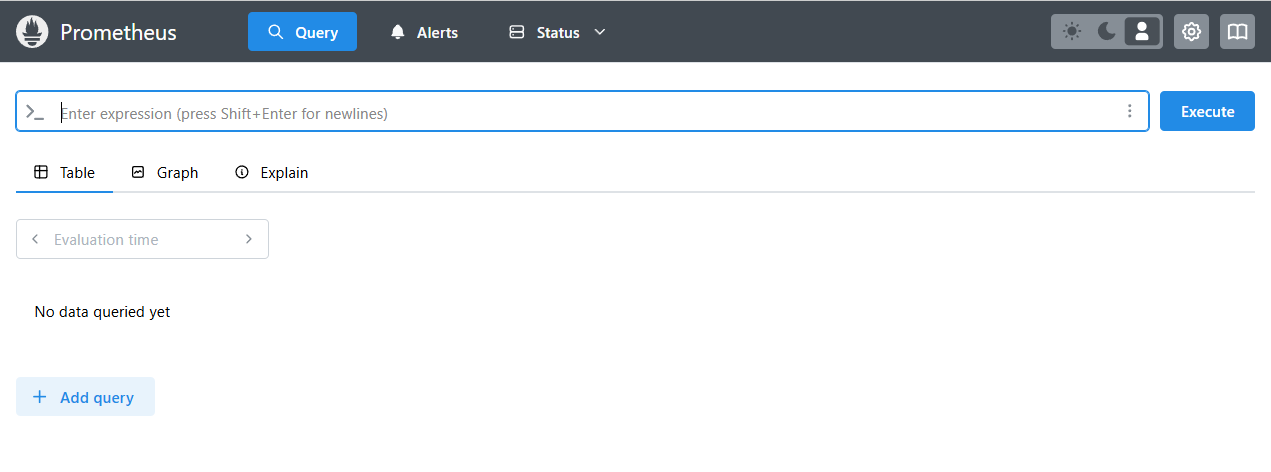 Prometheus Query Alerts Status
Enter expression (press Shift+Enter for newlines) Execute
Table Graph Explain
Evaluation time
No data queried yet
Add query